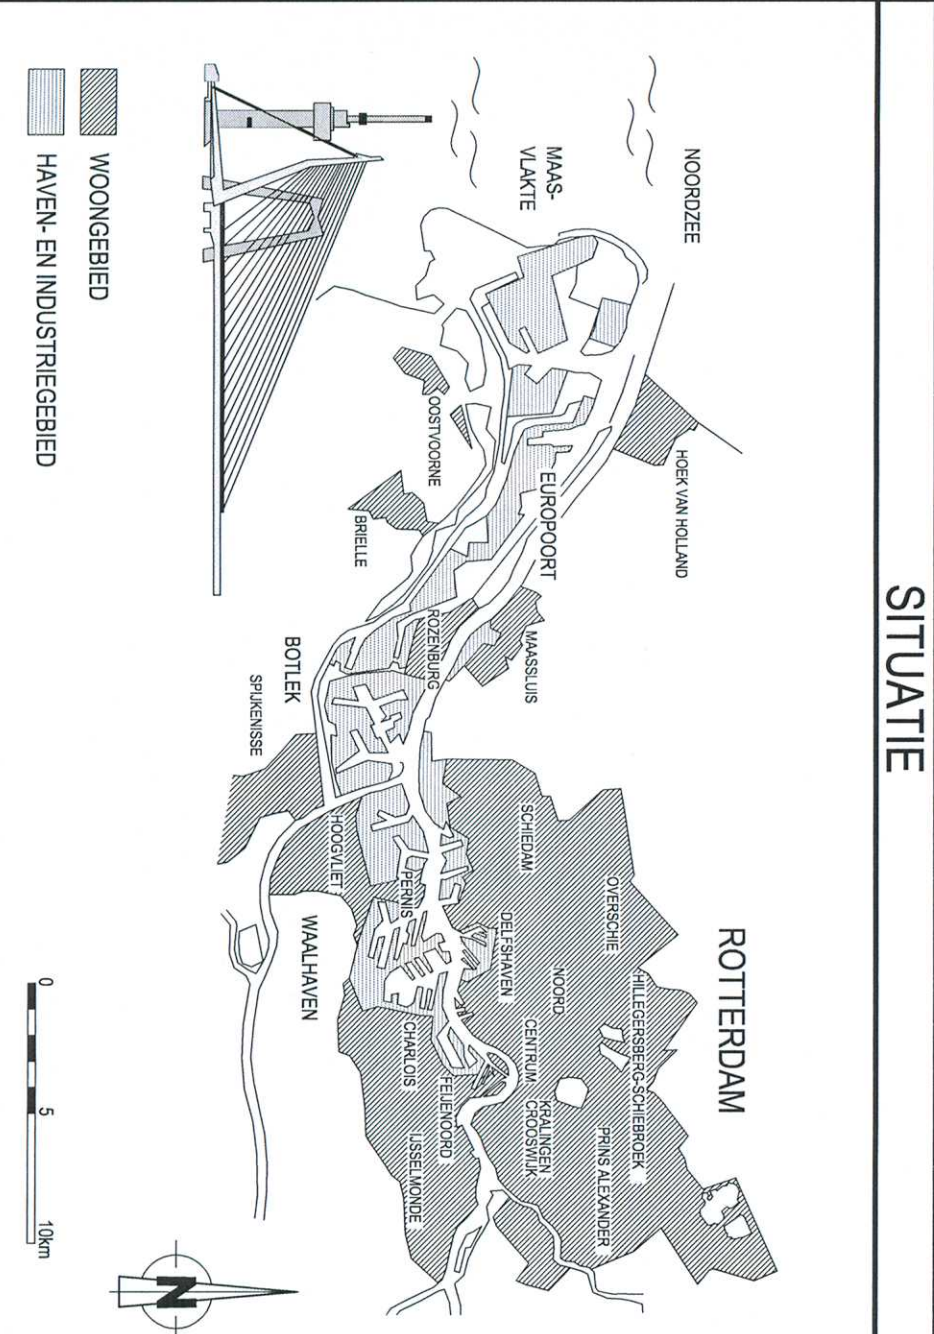 SITUATIE
ROTTERDAM
NOORDZEE
MAAS-
VLAKTE
HOEK VAN HOLLAND
EUROPOORT
OOSTVOORNE
BRIELLE
MAASSLUIS
ROZENBURG
BOTLEK
SPIJKENISSE
HOOGVLIET
PERNIS
WAALHAVEN
SCHIEDAM
OVERSCHIE
DELFSHAVEN
NOORD
HILLEGERSBERG-SCHIEBROEK
CENTRUM
KRALINGEN
CROOSWIJK
PRINS ALEXANDER
CHARLOIS
FEIJENOORD
IJSSELMONDE
WOONGEBIED
HAVEN- EN INDUSTRIEGEBIED
0 5 10km
N